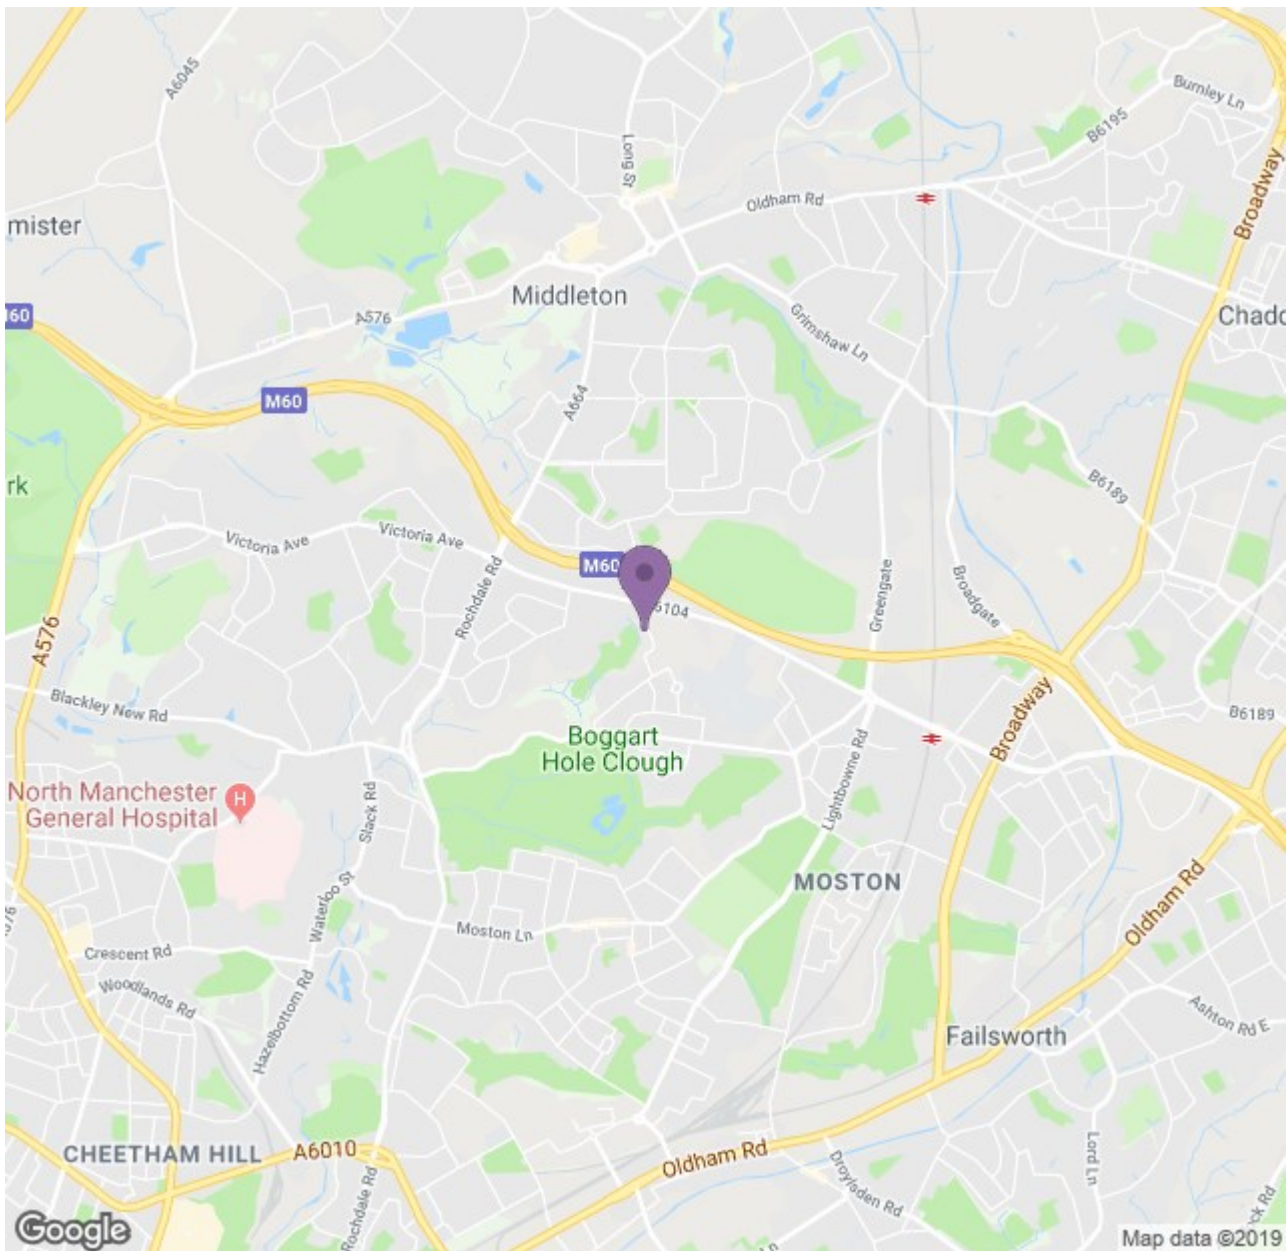 A6045
Burnley Ln
B6195
Long St
Oldham Rd
Broadway
mister
Middleton
M60
A576
Grimshaw Ln
Chadd
M60
A664
rk
B6189
Victoria Ave
Victoria Ave
Rochdale Rd
M60
Greengate
Broadgate
A576
Blackley New Rd
Broadway
B6189
Boggart
Hole Clough
Lightbowne Rd
North Manchester
General Hospital
H
Slack Rd
MOSTON
Waterloo St
Oldham Rd
Moston Ln
Crescent Rd
Woodlands Rd
Hazelbottom Rd
Ashton Rd E
Failsworth
CHEETHAM HILL
A6010
Oldham Rd
Lord Ln
Droylsden Rd
Rochdale Rd
Google
Map data ©2019